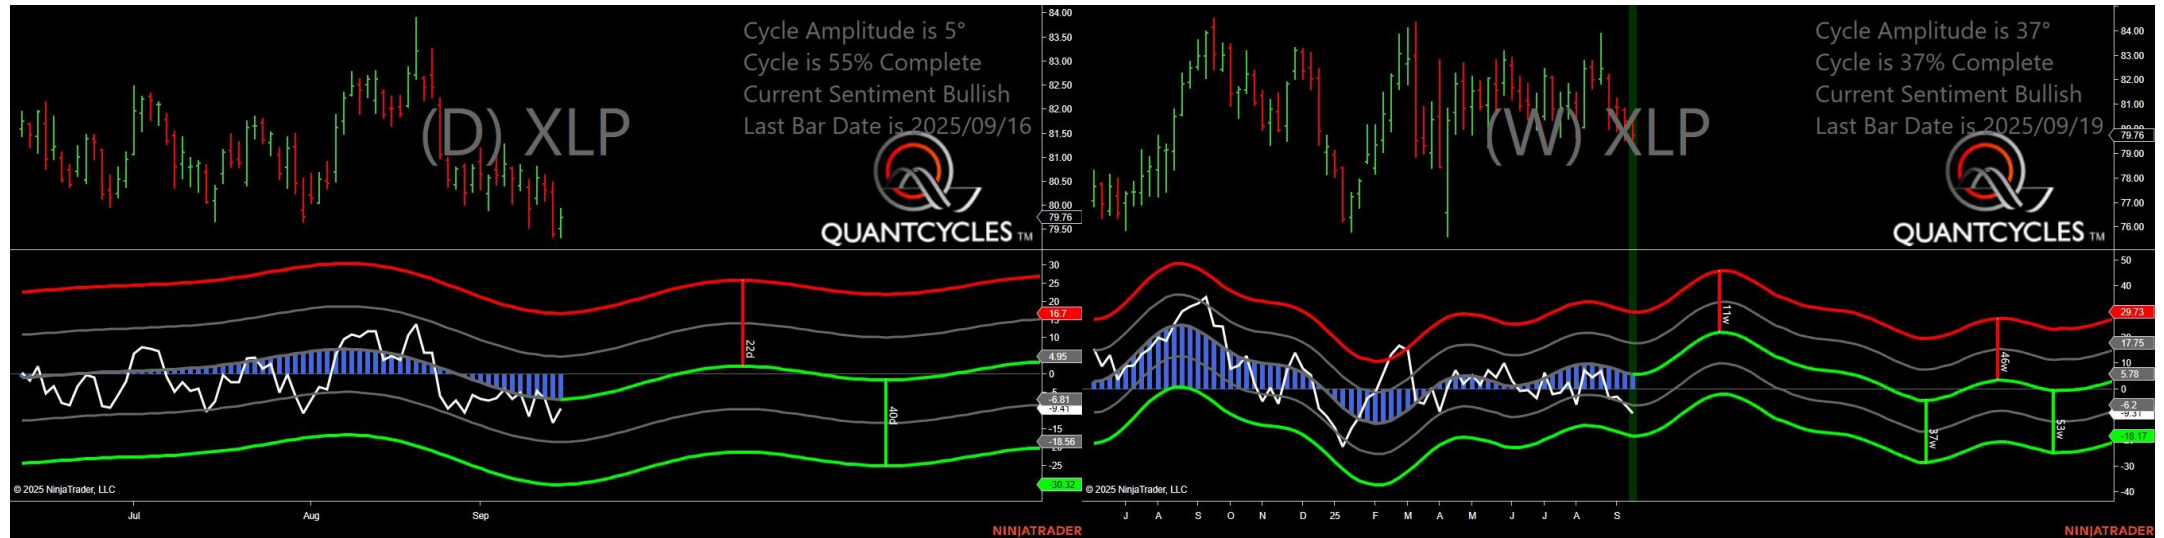 Cycle Amplitude is 5°
Cycle is 55% Complete
Current Sentiment Bullish
Last Bar Date is 2025/09/16
(D) XLP
QUANTCYCLES TM
84.00
83.50
83.00
82.50
82.00
81.50
81.00
80.50
80.00
79.76
79.50
30
25
20
16.7
10
4.95
0
-6.81
-9.41
-15
-18.56
-25
-30.32
22d
40d
© 2025 NinjaTrader, LLC
Jul
Aug
Sep
NINJATRADER
Cycle Amplitude is 37°
Cycle is 37% Complete
Current Sentiment Bullish
Last Bar Date is 2025/09/19
(W) XLP
QUANTCYCLES TM
84.00
83.00
82.00
81.00
79.76
79.00
78.00
77.00
76.00
50
40
29.73
17.75
10
5.78
0
-6.2
-9.31
-18.17
-30
-40
11w
37w
46w
53w
© 2025 NinjaTrader, LLC
J A S O N D 25 F M A M J J A S
NINJATRADER